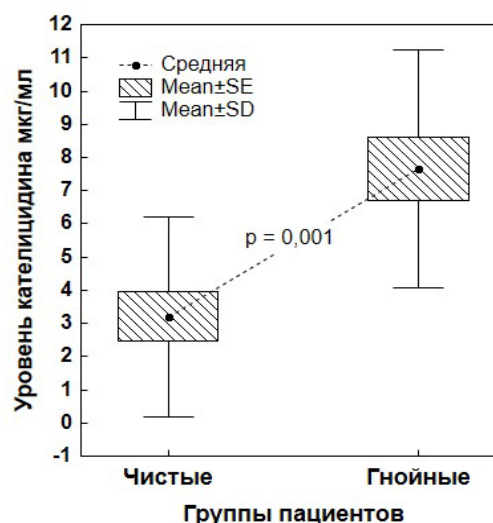 12
11
10
9
8
7
6
5
4
3
2
1
0
-1
Уровень кателицидина мкг/мл
Средняя
Mean±SE
Mean±SD
p = 0,001
Чистые Гнойные
Группы пациентов